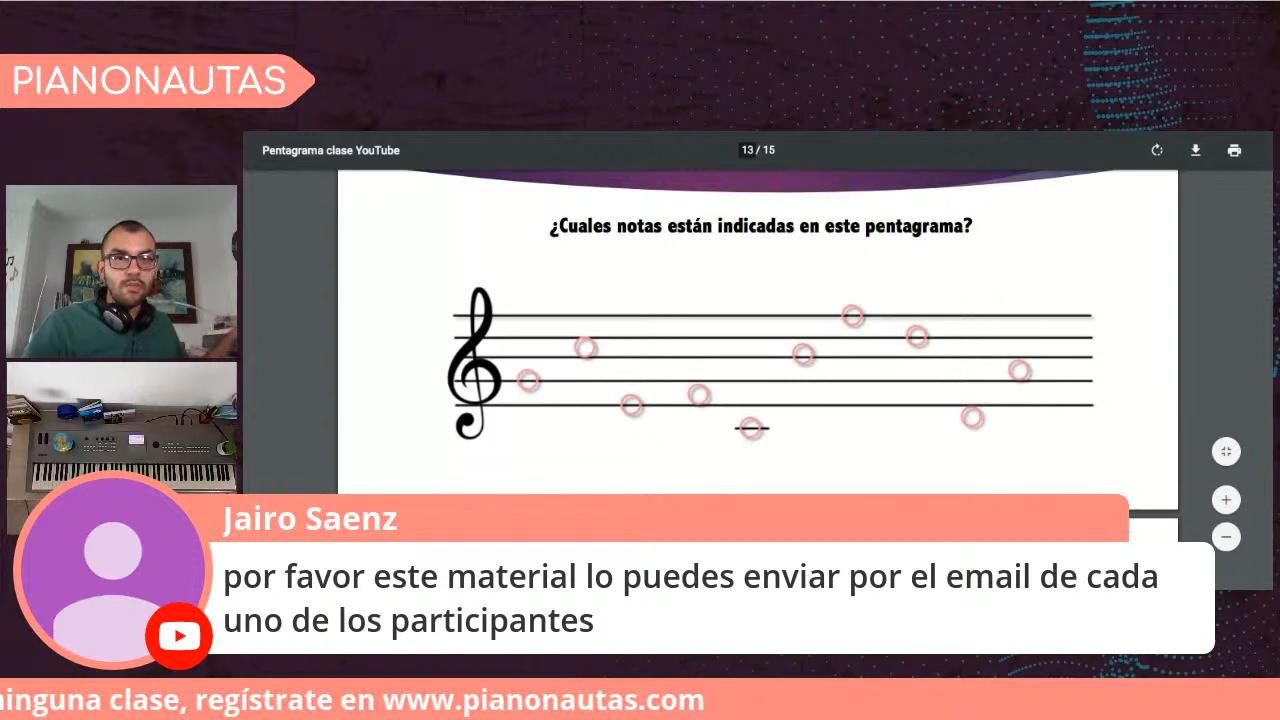 PIANONAUTAS
Pentagrama clase YouTube
13 / 15
¿Cuales notas están indicadas en este pentagrama?
Jairo Saenz
por favor este material lo puedes enviar por el email de cada
uno de los participantes
ninguna clase, regístrate en www.pianonautas.com